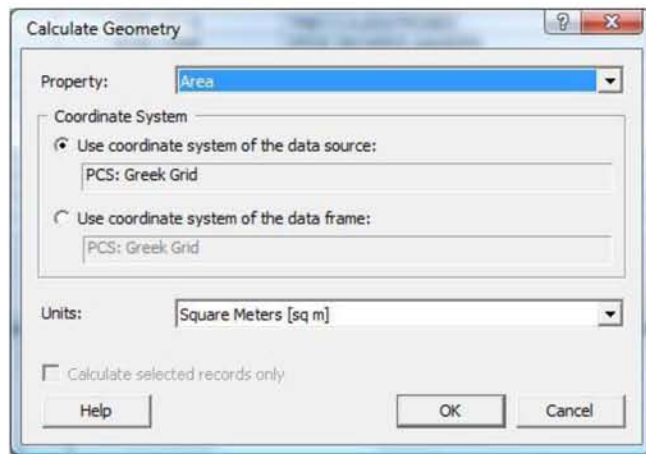 Calculate Geometry
Property:
Area
Coordinate System
Use coordinate system of the data source:
PCS: Greek Grid
Use coordinate system of the data frame:
PCS: Greek Grid
Units:
Square Meters [sq m]
Calculate selected records only
Help
OK
Cancel